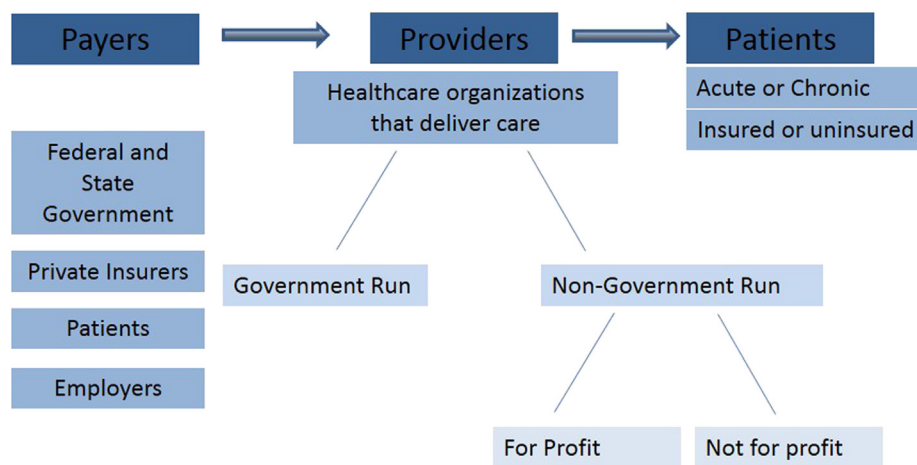 Payers
Providers
Patients
Healthcare organizations
that deliver care
Acute or Chronic
Insured or uninsured
Federal and
State
Government
Private Insurers
Patients
Employers
Government Run
Non-Government Run
For Profit
Not for profit